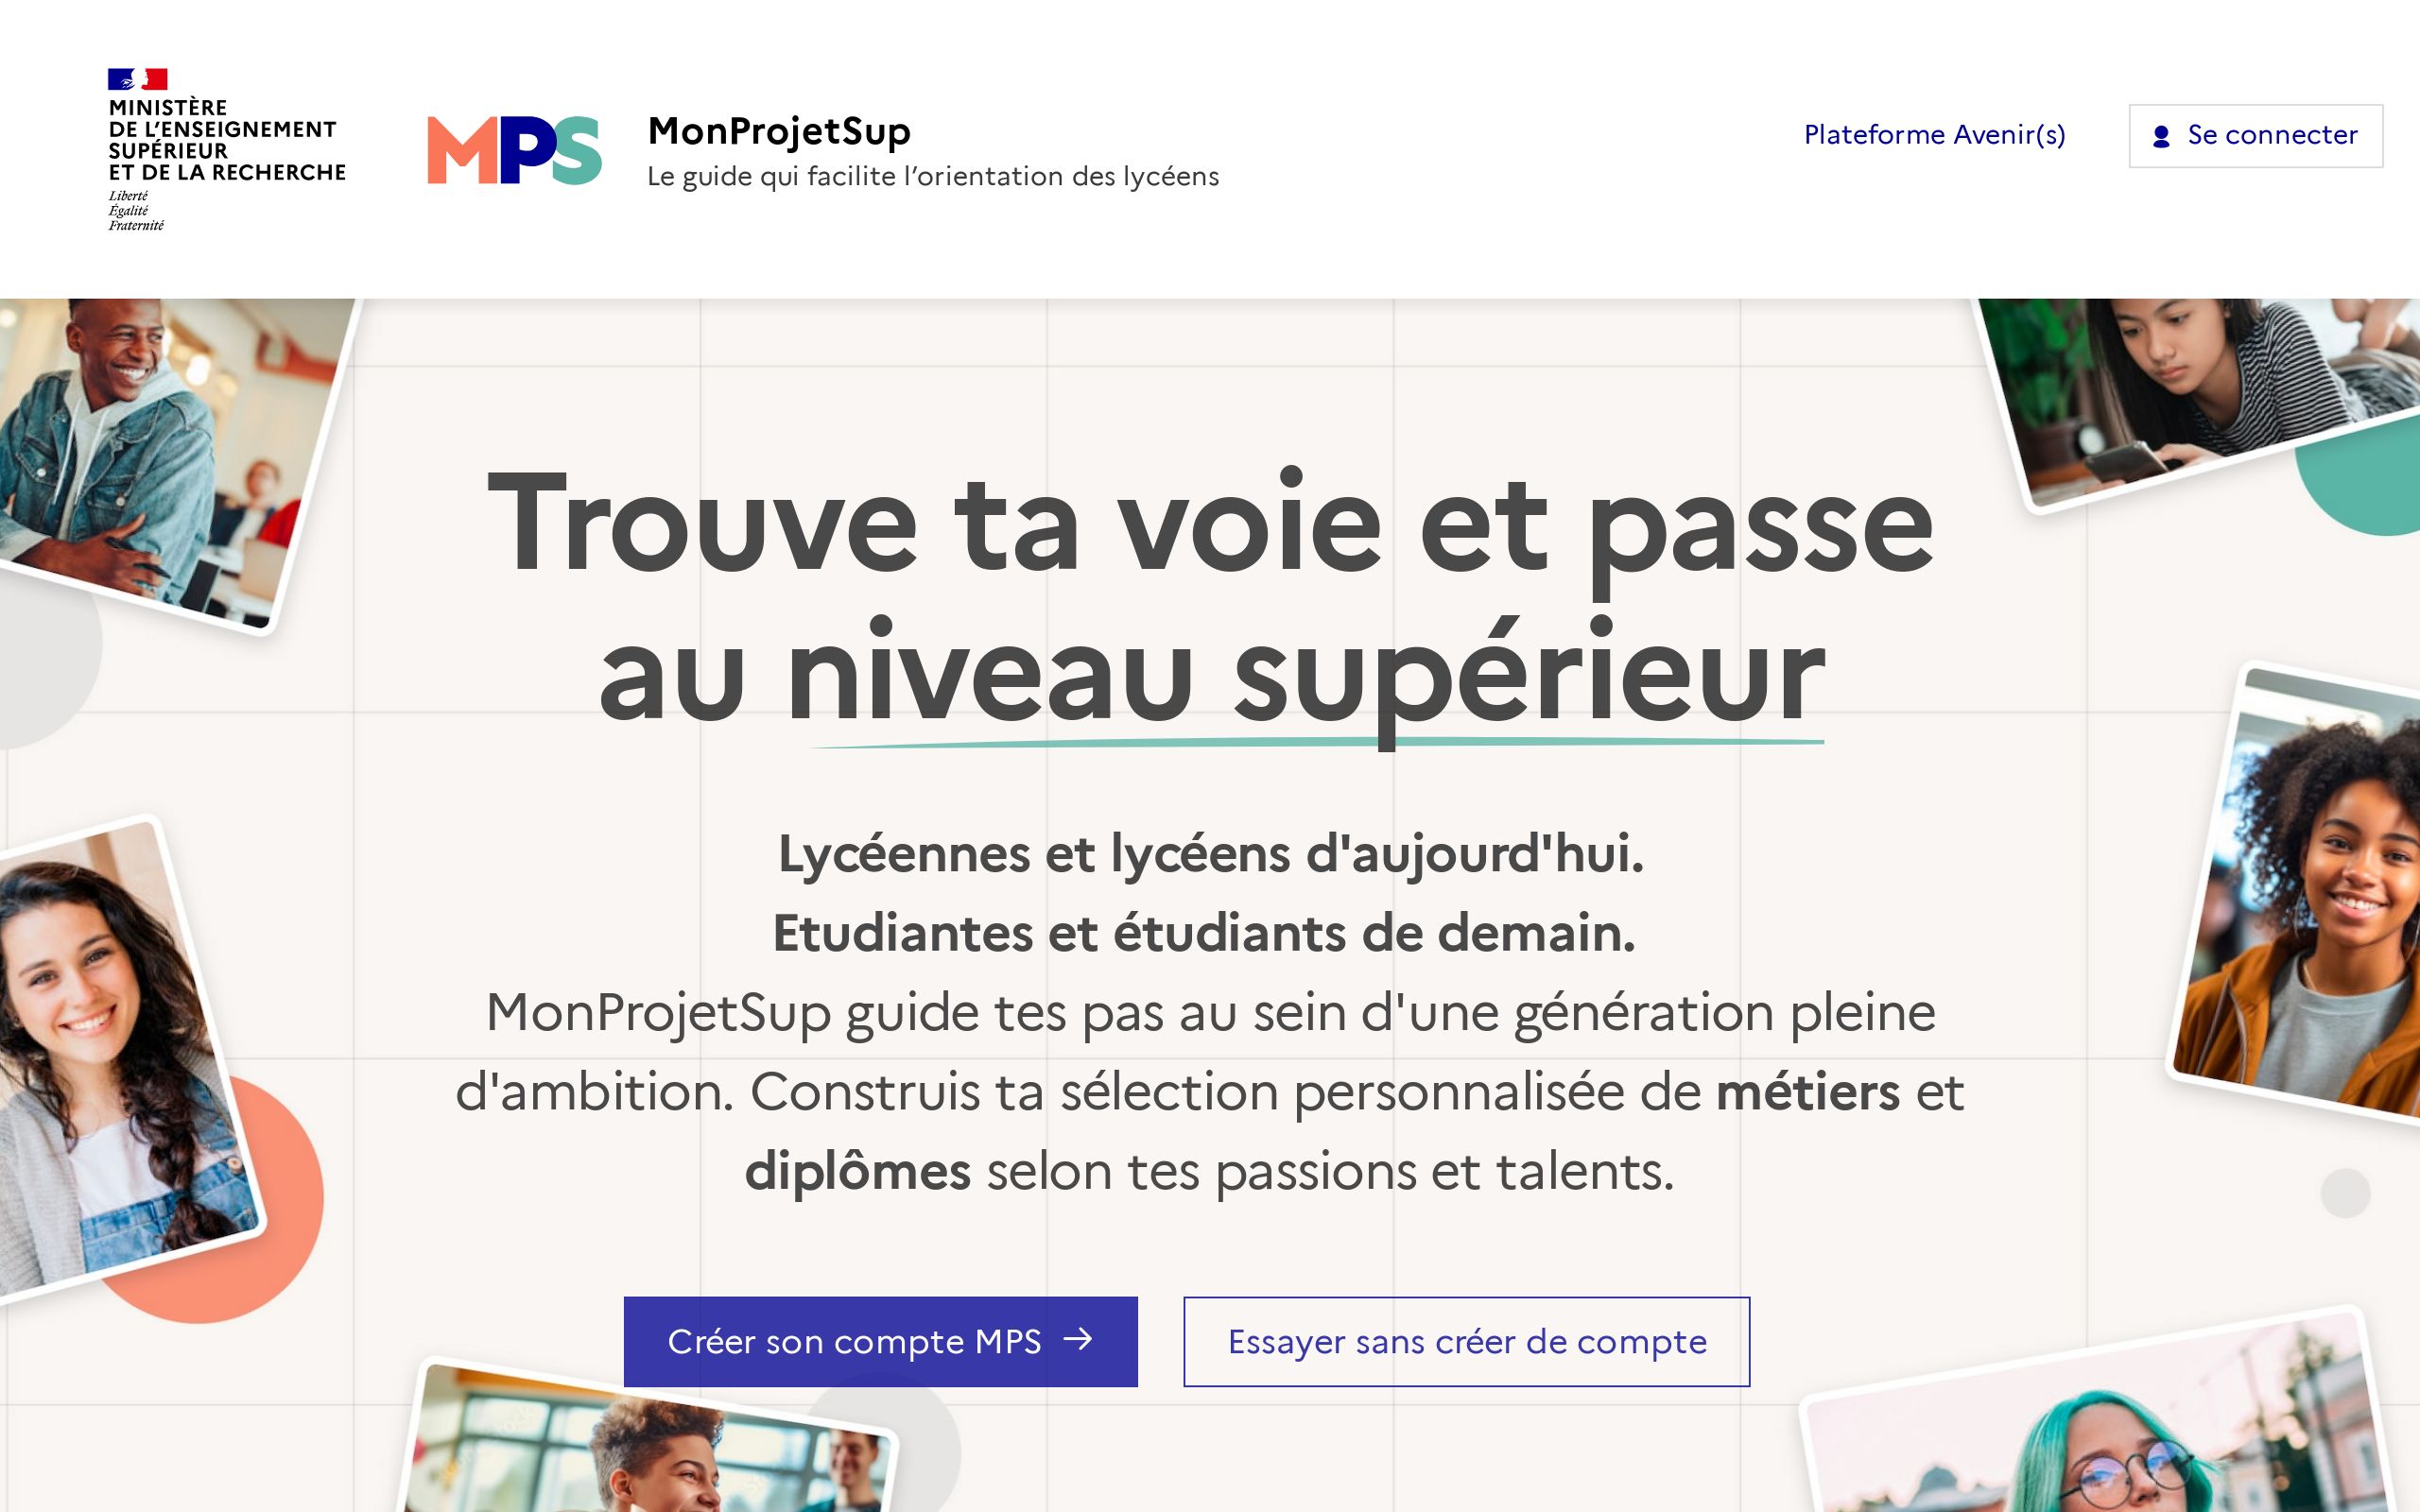 MINISTÈRE
DE L’ENSEIGNEMENT
SUPÉRIEUR
ET DE LA RECHERCHE
Liberté
Égalité
Fraternité
MPS
MonProjetSup
Le guide qui facilite l’orientation des lycéens
Plateforme Avenir(s)
Se connecter
Trouve ta voie et passe
au niveau supérieur
Lycéennes et lycéens d'aujourd'hui.
Etudiantes et étudiants de demain.
MonProjetSup guide tes pas au sein d'une génération pleine
d'ambition. Construis ta sélection personnalisée de métiers et
diplômes selon tes passions et talents.
Créer son compte MPS →
Essayer sans créer de compte